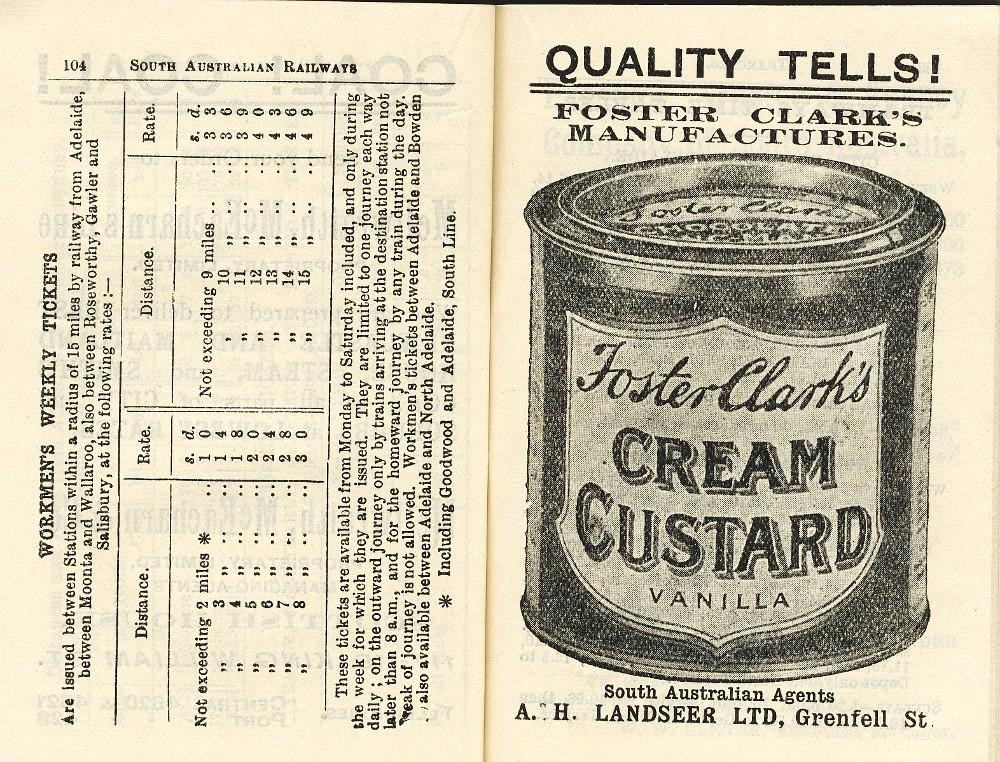 104 SOUTH AUSTRALIAN RAILWAYS
WORKMEN'S WEEKLY TICKETS
Are issued between Stations within a radius of 15 miles by railway from Adelaide,
between Moonta and Wallaroo, also between Roseworthy, Gawler and
Salisbury, at the following rates:—
Distance. Rate. Distance. Rate.
s. d. s. d.
Not exceeding 2 miles * .. 1 0 Not exceeding 9 miles .. 3 3
„ 3 „ .. 1 4 „ 10 „ .. 3 6
„ 4 „ .. 1 8 „ 11 „ .. 3 9
„ 5 „ .. 2 0 „ 12 „ .. 4 0
„ 6 „ .. 2 4 „ 13 „ .. 4 3
„ 7 „ .. 2 8 „ 14 „ .. 4 6
„ 8 „ .. 3 0 „ 15 „ .. 4 9
These tickets are available from Monday to Saturday included, and only during
the week for which they are issued. They are limited to one journey each way
daily; on the outward journey only by trains arriving at the destination station not
later than 8 a.m., and for the homeward journey by any train during the day.
Break of journey is not allowed. Workmen's tickets between Adelaide and Bowden
also available between Adelaide and North Adelaide.
* Including Goodwood and Adelaide, South Line.
QUALITY TELLS!
FOSTER CLARK'S
MANUFACTURES.
Foster Clark's
Foster Clark's
CREAM
CUSTARD
VANILLA
South Australian Agents
A. H. LANDSEER LTD, Grenfell St.